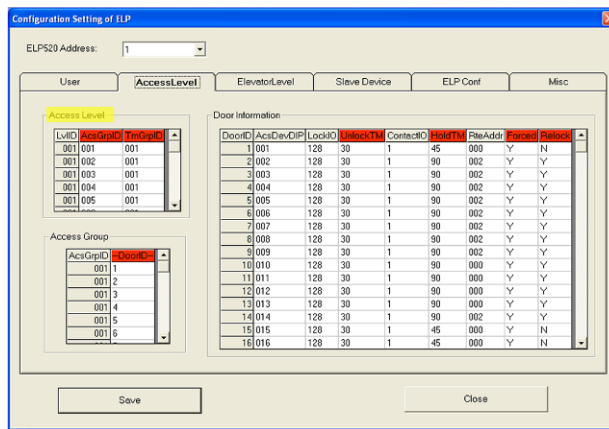 Configuration Setting of ELP
ELP520 Address: 1
User AccessLevel ElevatorLevel Slave Device ELP Conf Misc
Access Level
LvlID AcsGrpID TmGrpID
001 001 001
001 002 001
001 003 001
001 004 001
001 005 001
Access Group
AcsGrpID --DoorID--
001 1
001 2
001 3
001 4
001 5
001 6
Door Information
DoorID AcsDevDIP LockIO UnlockTM ContactIO HoldTM RteAddr Forced Relock
1 001 128 30 1 45 000 Y N
2 002 128 30 1 90 002 Y Y
3 003 128 30 1 90 002 Y Y
4 004 128 30 1 90 002 Y Y
5 005 128 30 1 90 002 Y Y
6 006 128 30 1 90 002 Y Y
7 007 128 30 1 90 002 Y Y
8 008 128 30 1 90 002 Y Y
9 009 128 30 1 90 002 Y Y
10 010 128 30 1 90 000 Y Y
11 011 128 30 1 90 000 Y Y
12 012 128 30 1 90 000 Y Y
13 013 128 30 1 90 000 Y Y
14 014 128 30 1 90 002 Y Y
15 015 128 30 1 45 000 Y N
16 016 128 30 1 45 000 Y N
Save Close